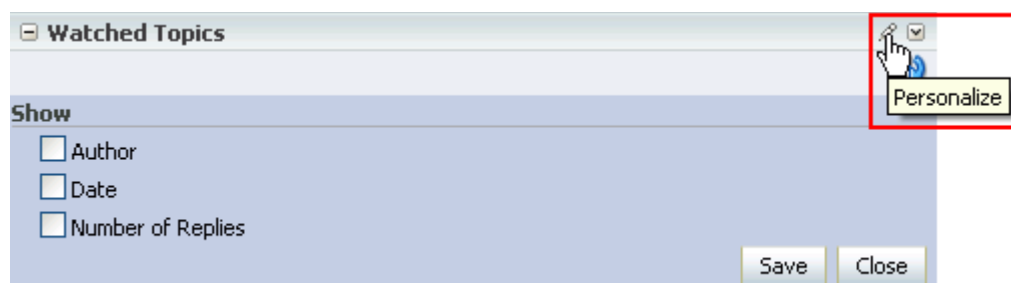 Watched Topics
Personalize
Show
Author
Date
Number of Replies
Save Close